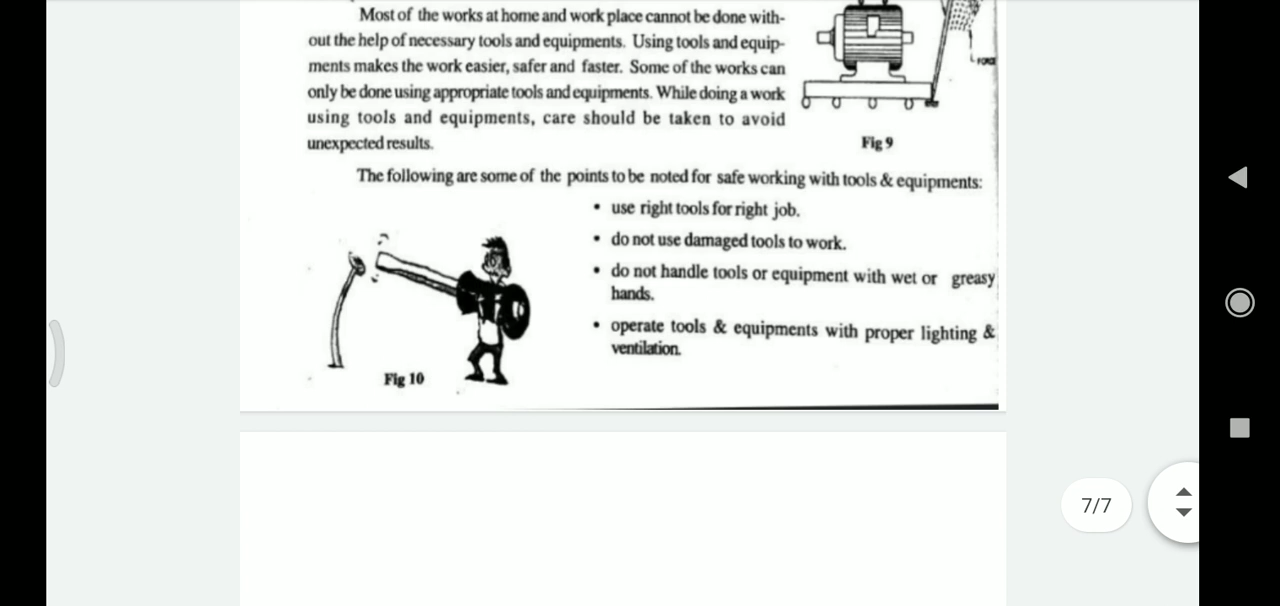 Most of the works at home and work place cannot be done with-
out the help of necessary tools and equipments. Using tools and equip-
ments makes the work easier, safer and faster. Some of the works can
only be done using appropriate tools and equipments. While doing a work
using tools and equipments, care should be taken to avoid
unexpected results.
FORCE
Fig 9
The following are some of the points to be noted for safe working with tools & equipments:
• use right tools for right job.
• do not use damaged tools to work.
• do not handle tools or equipment with wet or greasy
hands.
• operate tools & equipments with proper lighting &
ventilation.
Fig 10
7/7